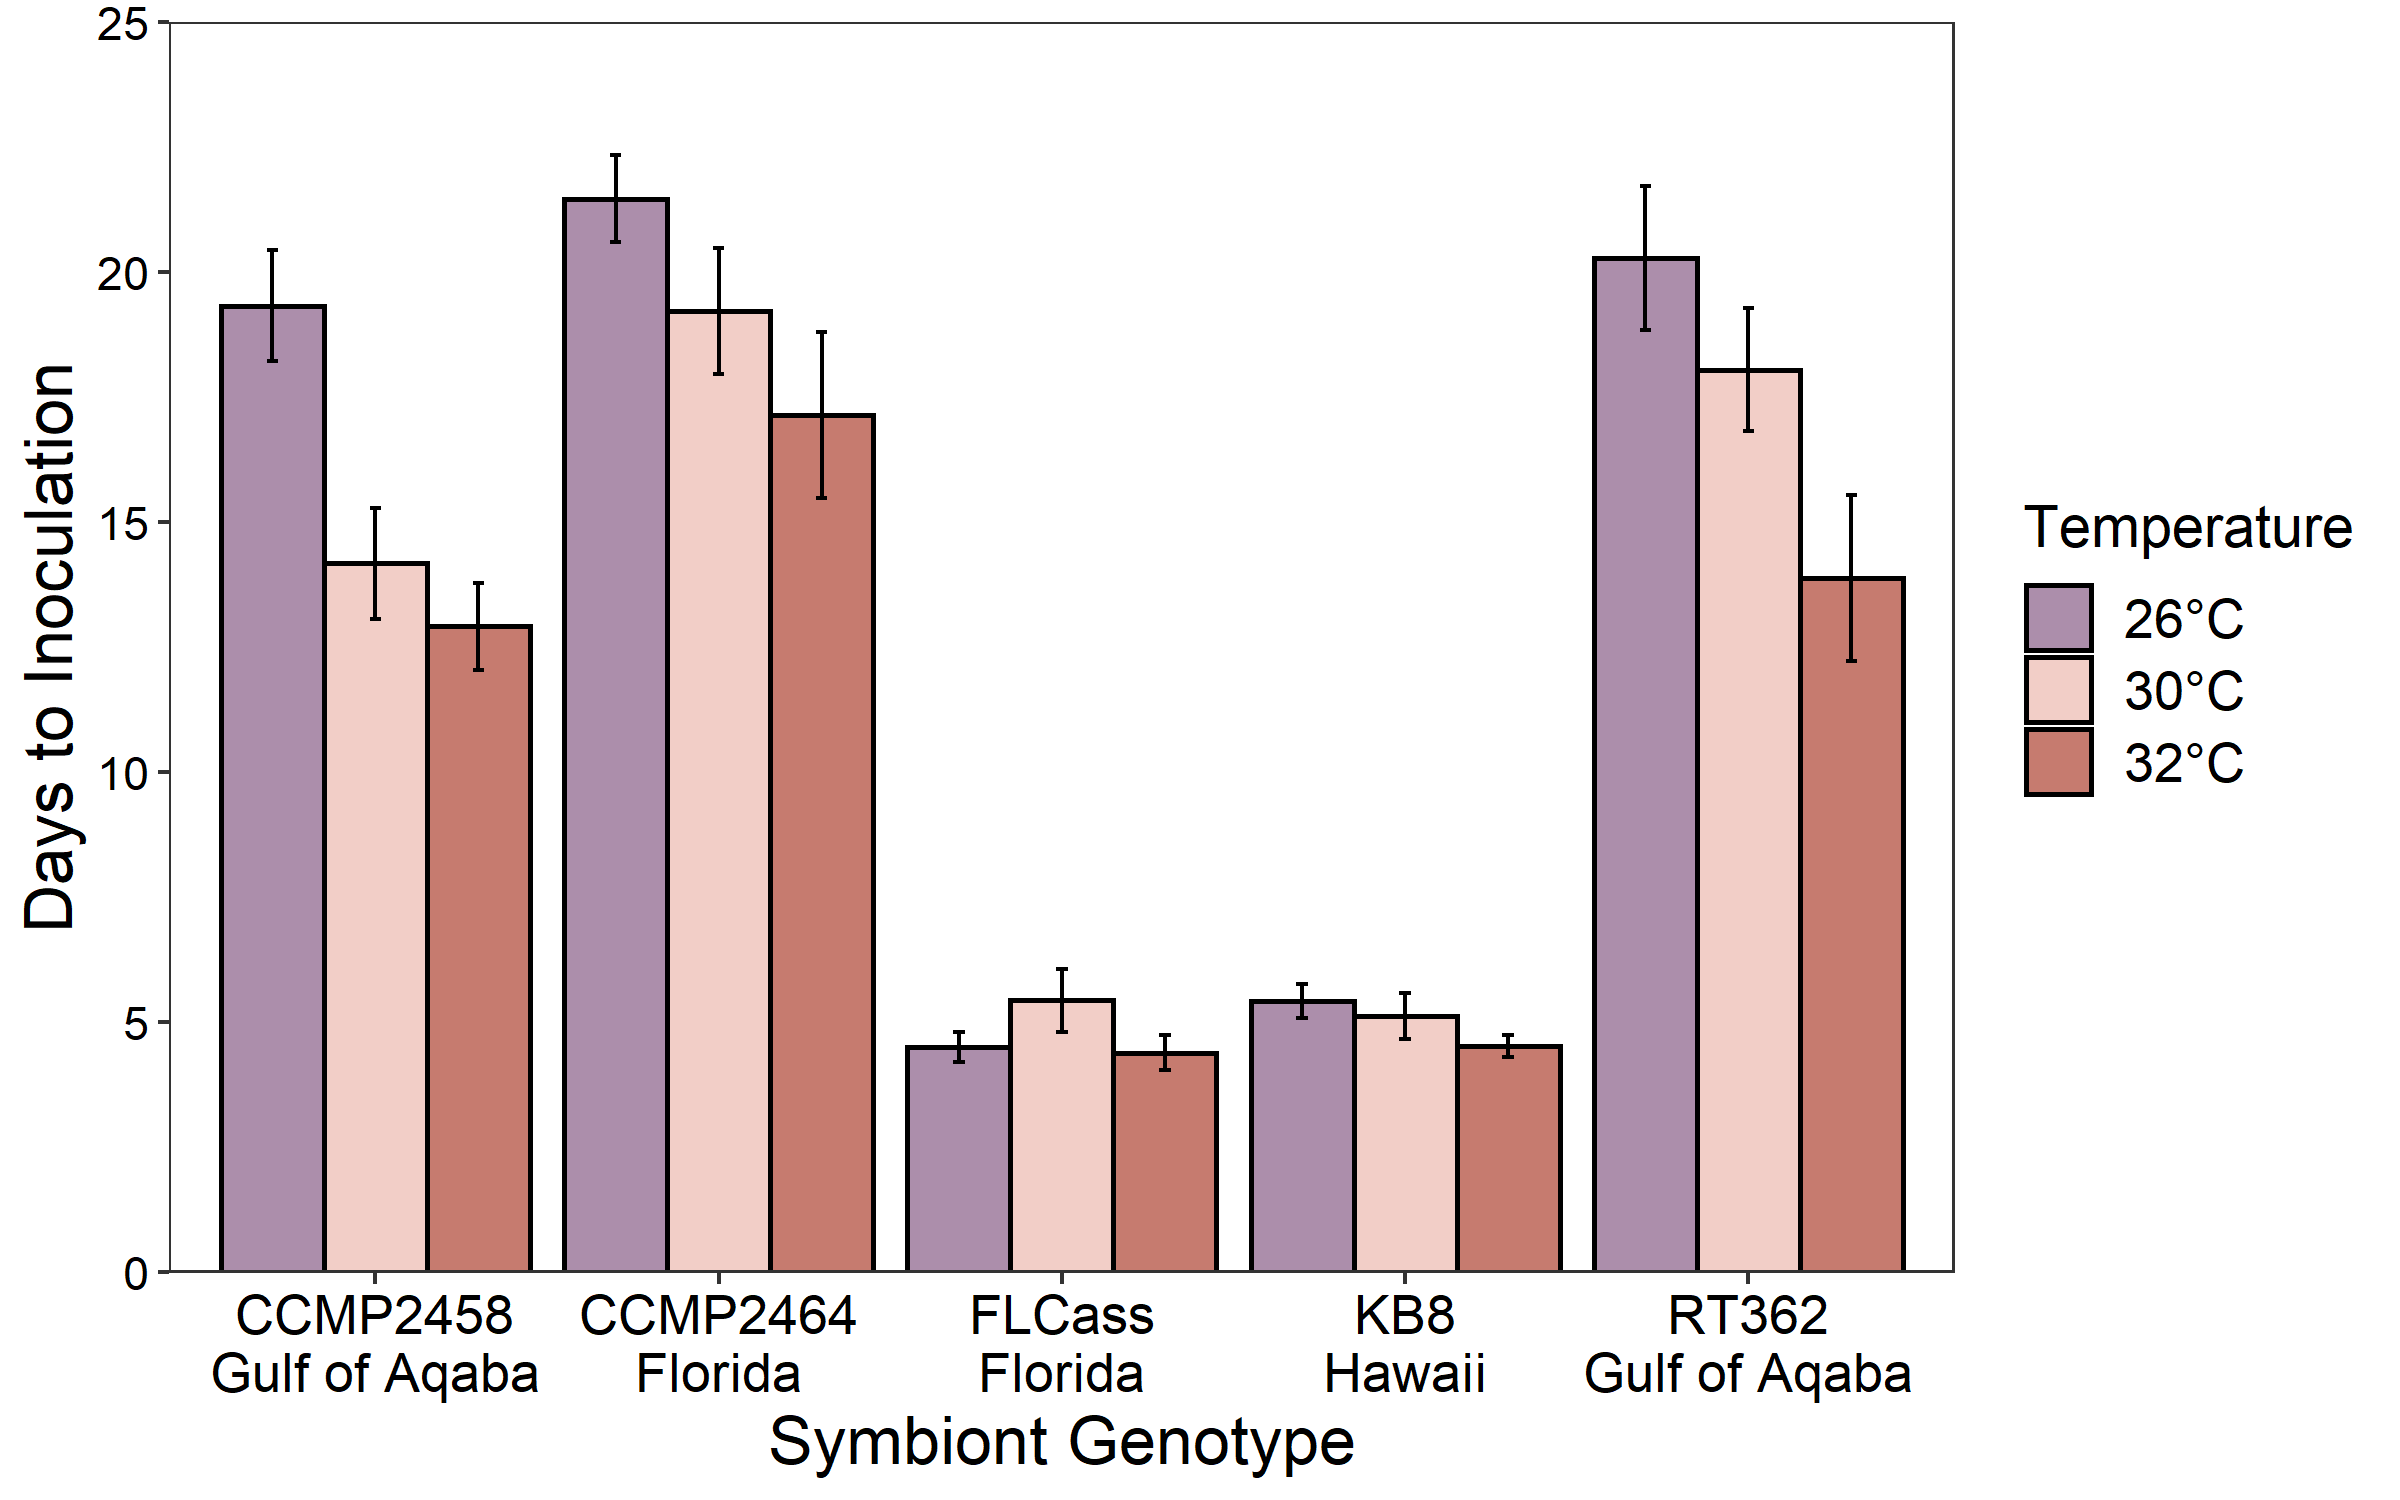 25
20
15
10
5
0
Days to Inoculation
CCMP2458
Gulf of Aqaba
CCMP2464
Florida
FLCass
Florida
KB8
Hawaii
RT362
Gulf of Aqaba
Symbiont Genotype
Temperature
26°C
30°C
32°C